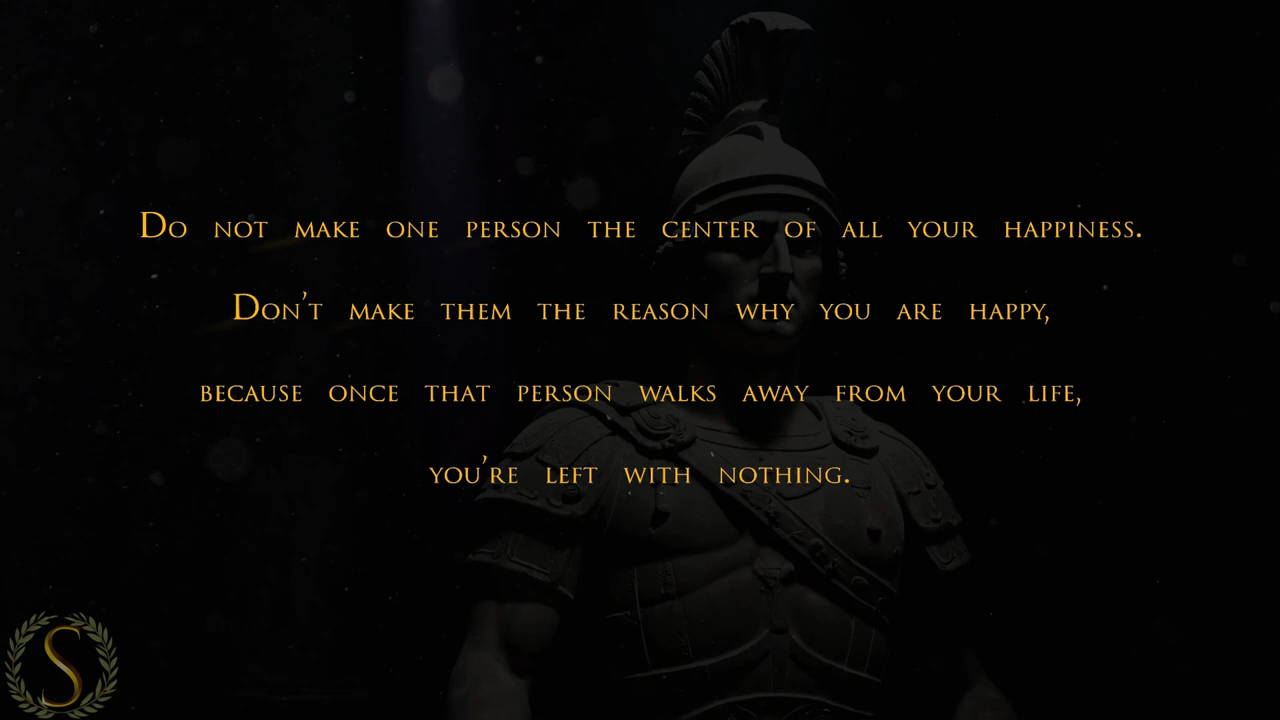 Do not make one person the center of all your happiness.
Don't make them the reason why you are happy,
because once that person walks away from your life,
you're left with nothing.
S